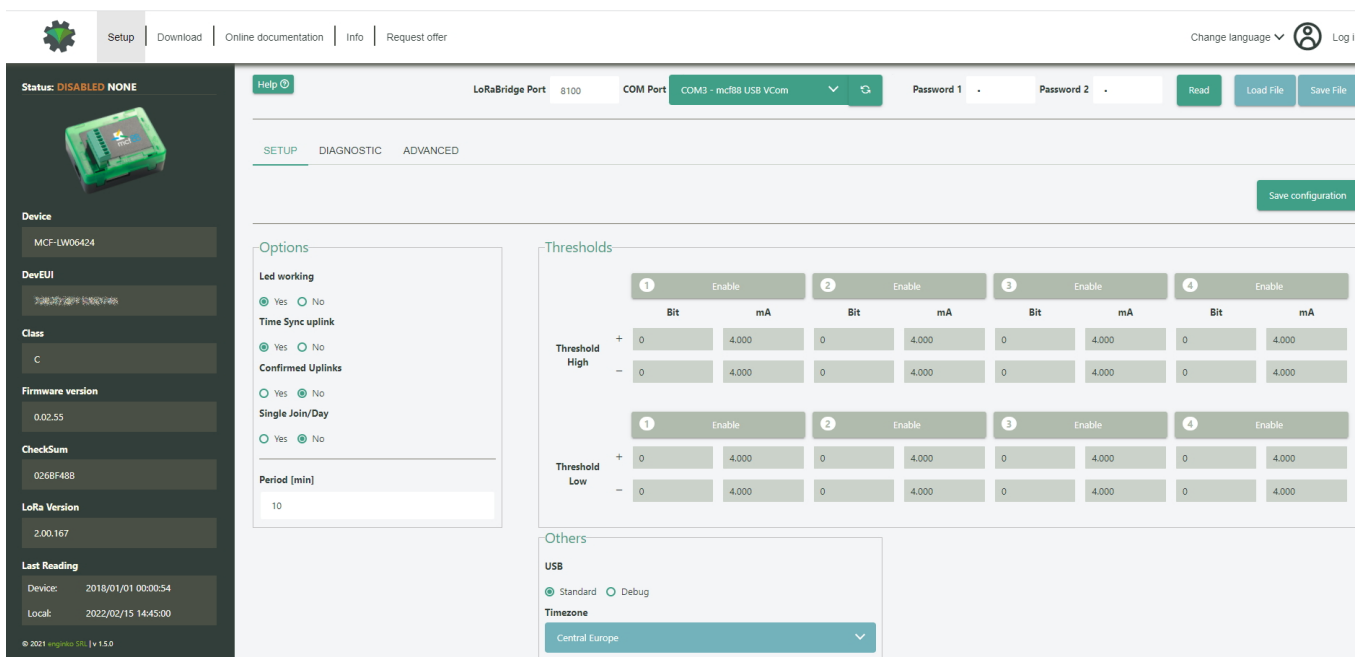 Setup Download Online documentation Info Request offer Change language Log i
Status: DISABLED NONE
Help LoRaBridge Port 8100 COM Port COM3 - mcf88 USB VCom Password 1 Password 2 Read Load File Save File
SETUP DIAGNOSTIC ADVANCED
Save configuration
Device
MCF-LW06424
DevEUI
Class
C
Firmware version
0.02.55
CheckSum
026BF48B
LoRa Version
2.00.167
Last Reading
Device: 2018/01/01 00:00:54
Local: 2022/02/15 14:45:00
© 2021 enginko SRL | v 1.5.0
Options
Led working
Yes No
Time Sync uplink
Yes No
Confirmed Uplinks
Yes No
Single Join/Day
Yes No
Period [min]
10
Thresholds
1 Enable 2 Enable 3 Enable 4 Enable
Bit mA Bit mA Bit mA Bit mA
Threshold High
+ 0 4.000 0 4.000 0 4.000 0 4.000
− 0 4.000 0 4.000 0 4.000 0 4.000
1 Enable 2 Enable 3 Enable 4 Enable
Threshold Low
+ 0 4.000 0 4.000 0 4.000 0 4.000
− 0 4.000 0 4.000 0 4.000 0 4.000
Others
USB
Standard Debug
Timezone
Central Europe